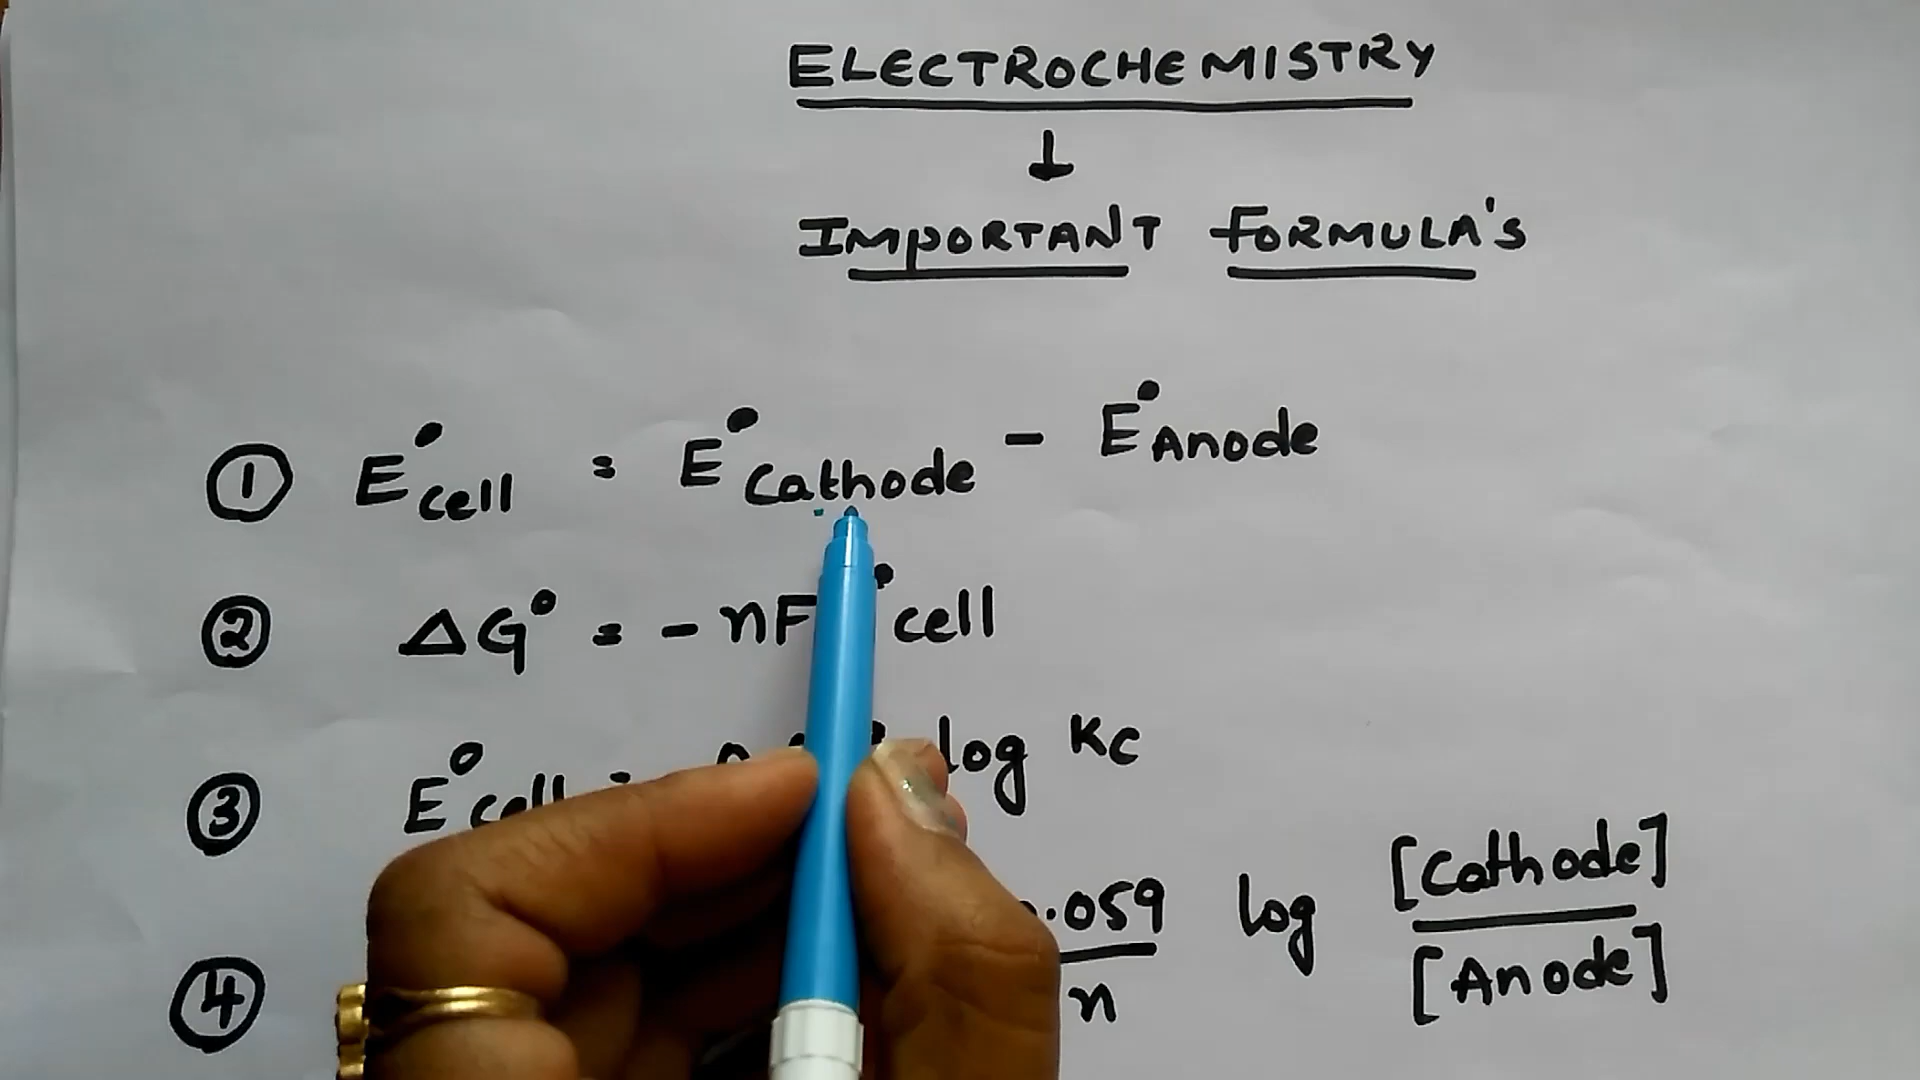 ELECTROCHEMISTRY
↓
IMPORTANT FORMULA'S
① E°cell = E°Cathode - E°Anode
② ΔG° = - nF °cell
③ E°cell = log Kc
④ 0.059/n log [Cathode]/[Anode]